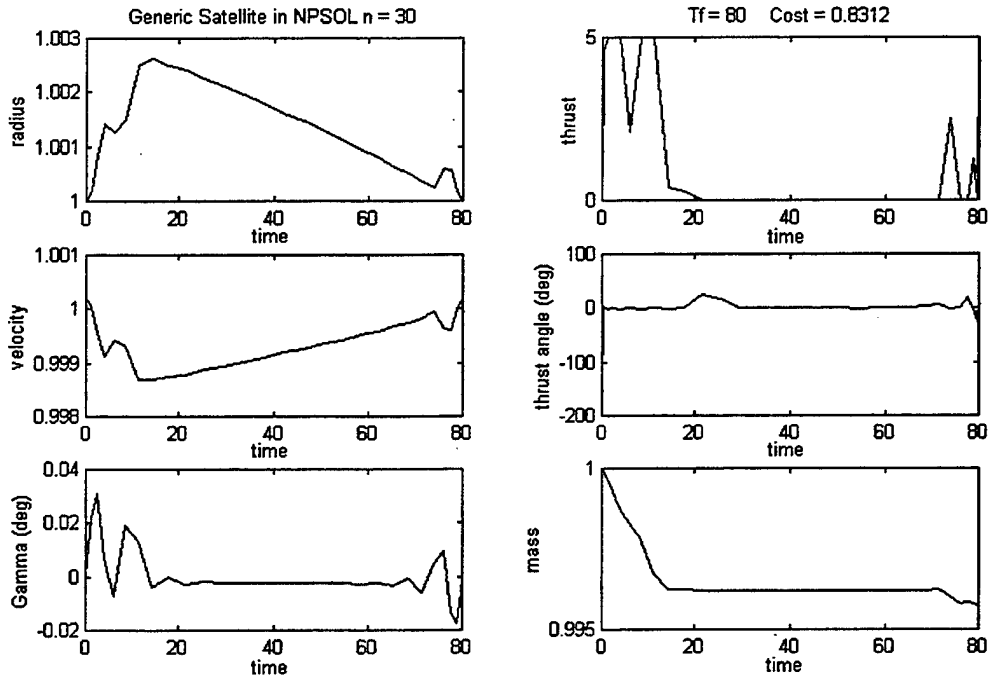 Generic Satellite in NPSOL n = 30
1.003
1.002
1.001
1
radius
0 20 40 60 80
time
1.001
1
0.999
0.998
velocity
0 20 40 60 80
time
0.04
0.02
0
-0.02
Gamma (deg)
0 20 40 60 80
time
Tf = 80 Cost = 0.8312
5
0
thrust
0 20 40 60 80
time
100
0
-100
-200
thrust angle (deg)
0 20 40 60 80
time
1
0.995
mass
0 20 40 60 80
time